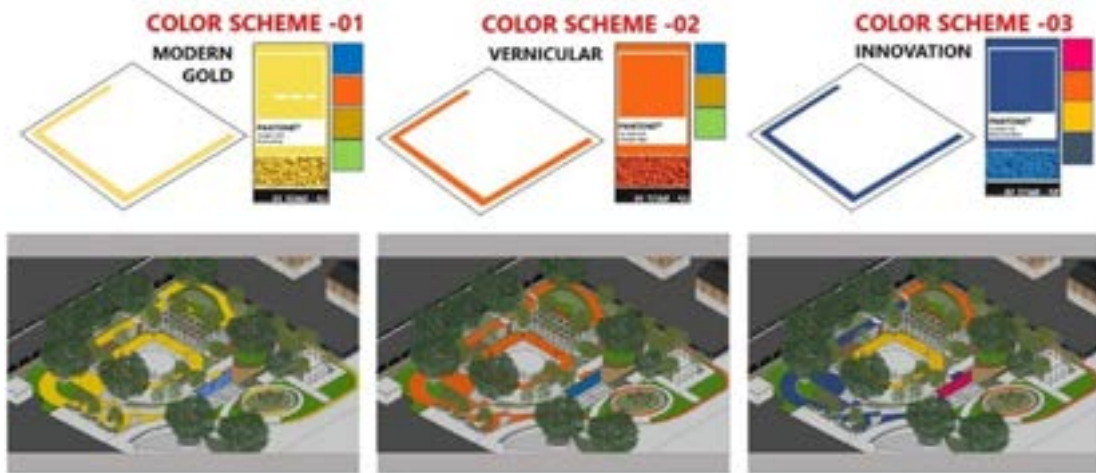 COLOR SCHEME -01
MODERN
GOLD
PANTONE®
COLOR SCHEME -02
VERNICULAR
PANTONE®
COLOR SCHEME -03
INNOVATION
PANTONE®